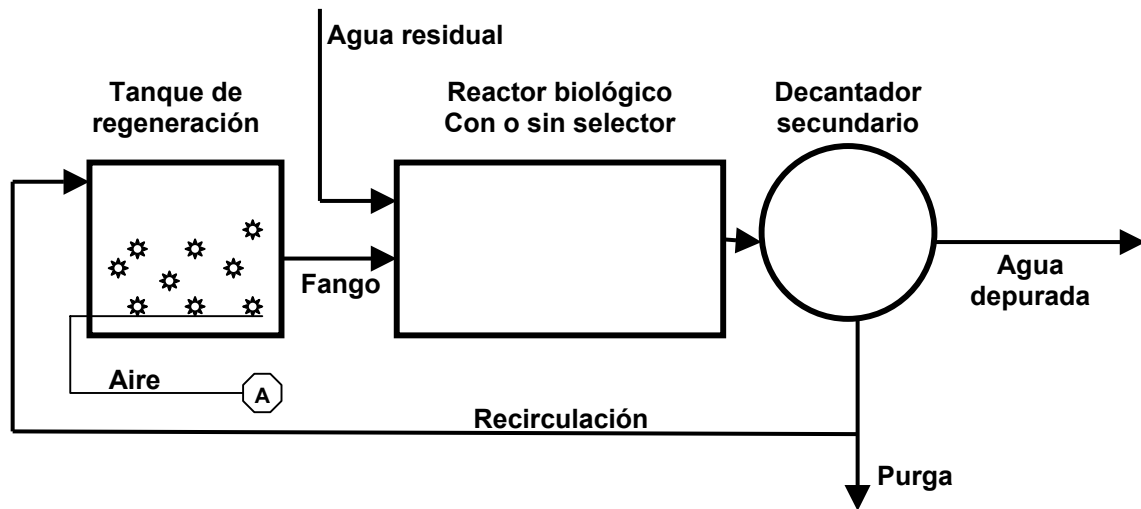 Agua residual
Tanque de
regeneración
Reactor biológico
Con o sin selector
Decantador
secundario
Fango
Agua
depurada
Aire
A
Recirculación
Purga